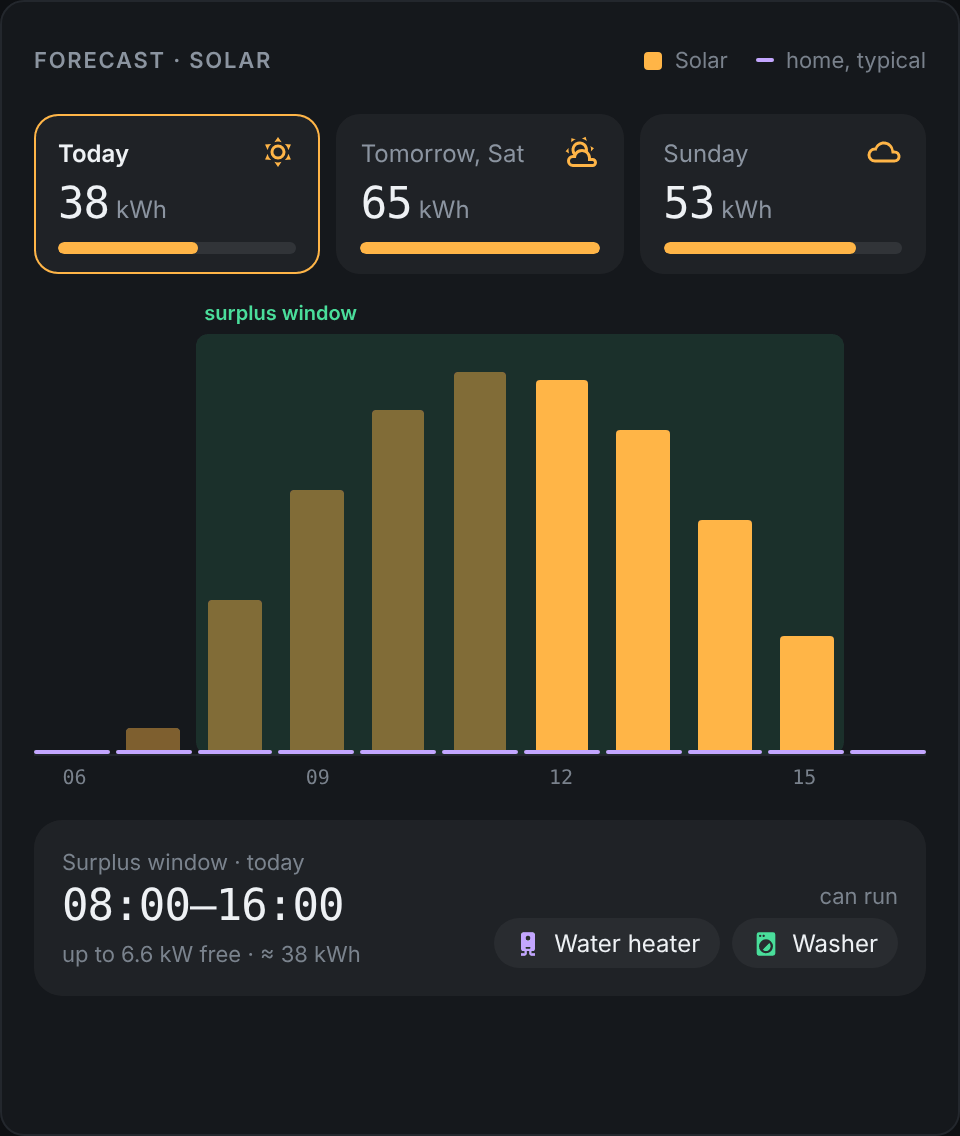 FORECAST · SOLAR
Solar
home, typical
Today
38 kWh
Tomorrow, Sat
65 kWh
Sunday
53 kWh
surplus window
06 09 12 15
Surplus window · today
08:00–16:00
up to 6.6 kW free · ≈ 38 kWh
can run
Water heater
Washer